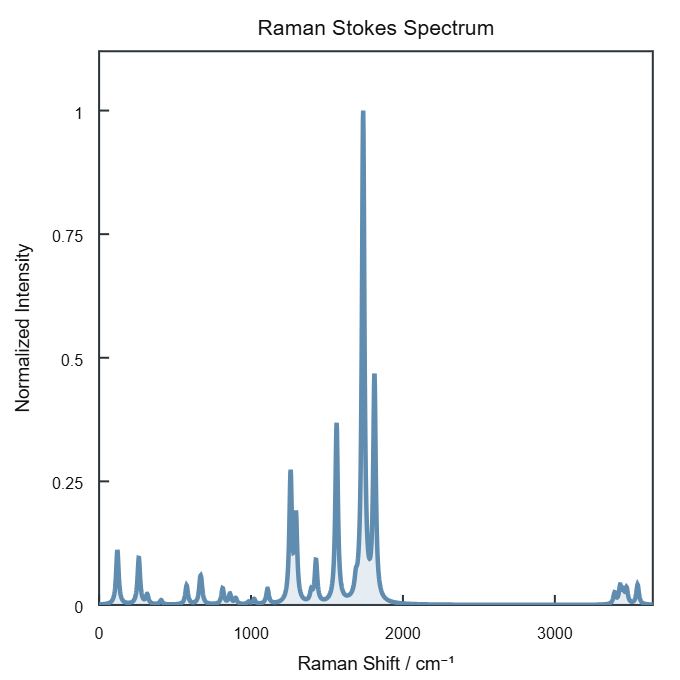 Raman Stokes Spectrum
Normalized Intensity
1
0.75
0.5
0.25
0
0 1000 2000 3000
Raman Shift / cm⁻¹